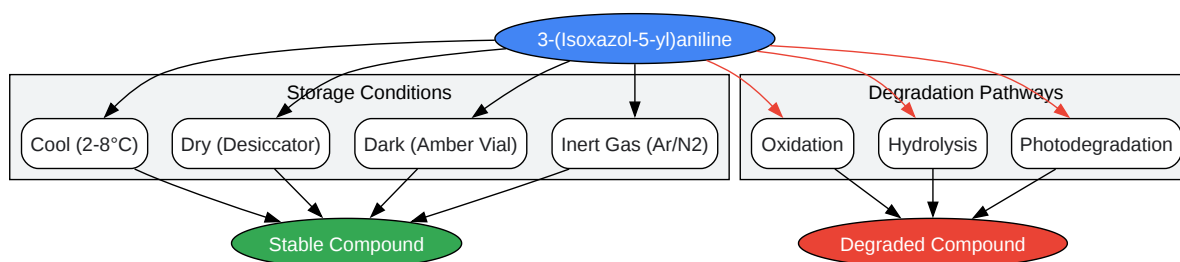 3-(Isoxazol-5-yl)aniline
Storage Conditions
Degradation Pathways
Cool (2-8°C)
Dry (Desiccator)
Dark (Amber Vial)
Inert Gas (Ar/N2)
Oxidation
Hydrolysis
Photodegradation
Stable Compound
Degraded Compound